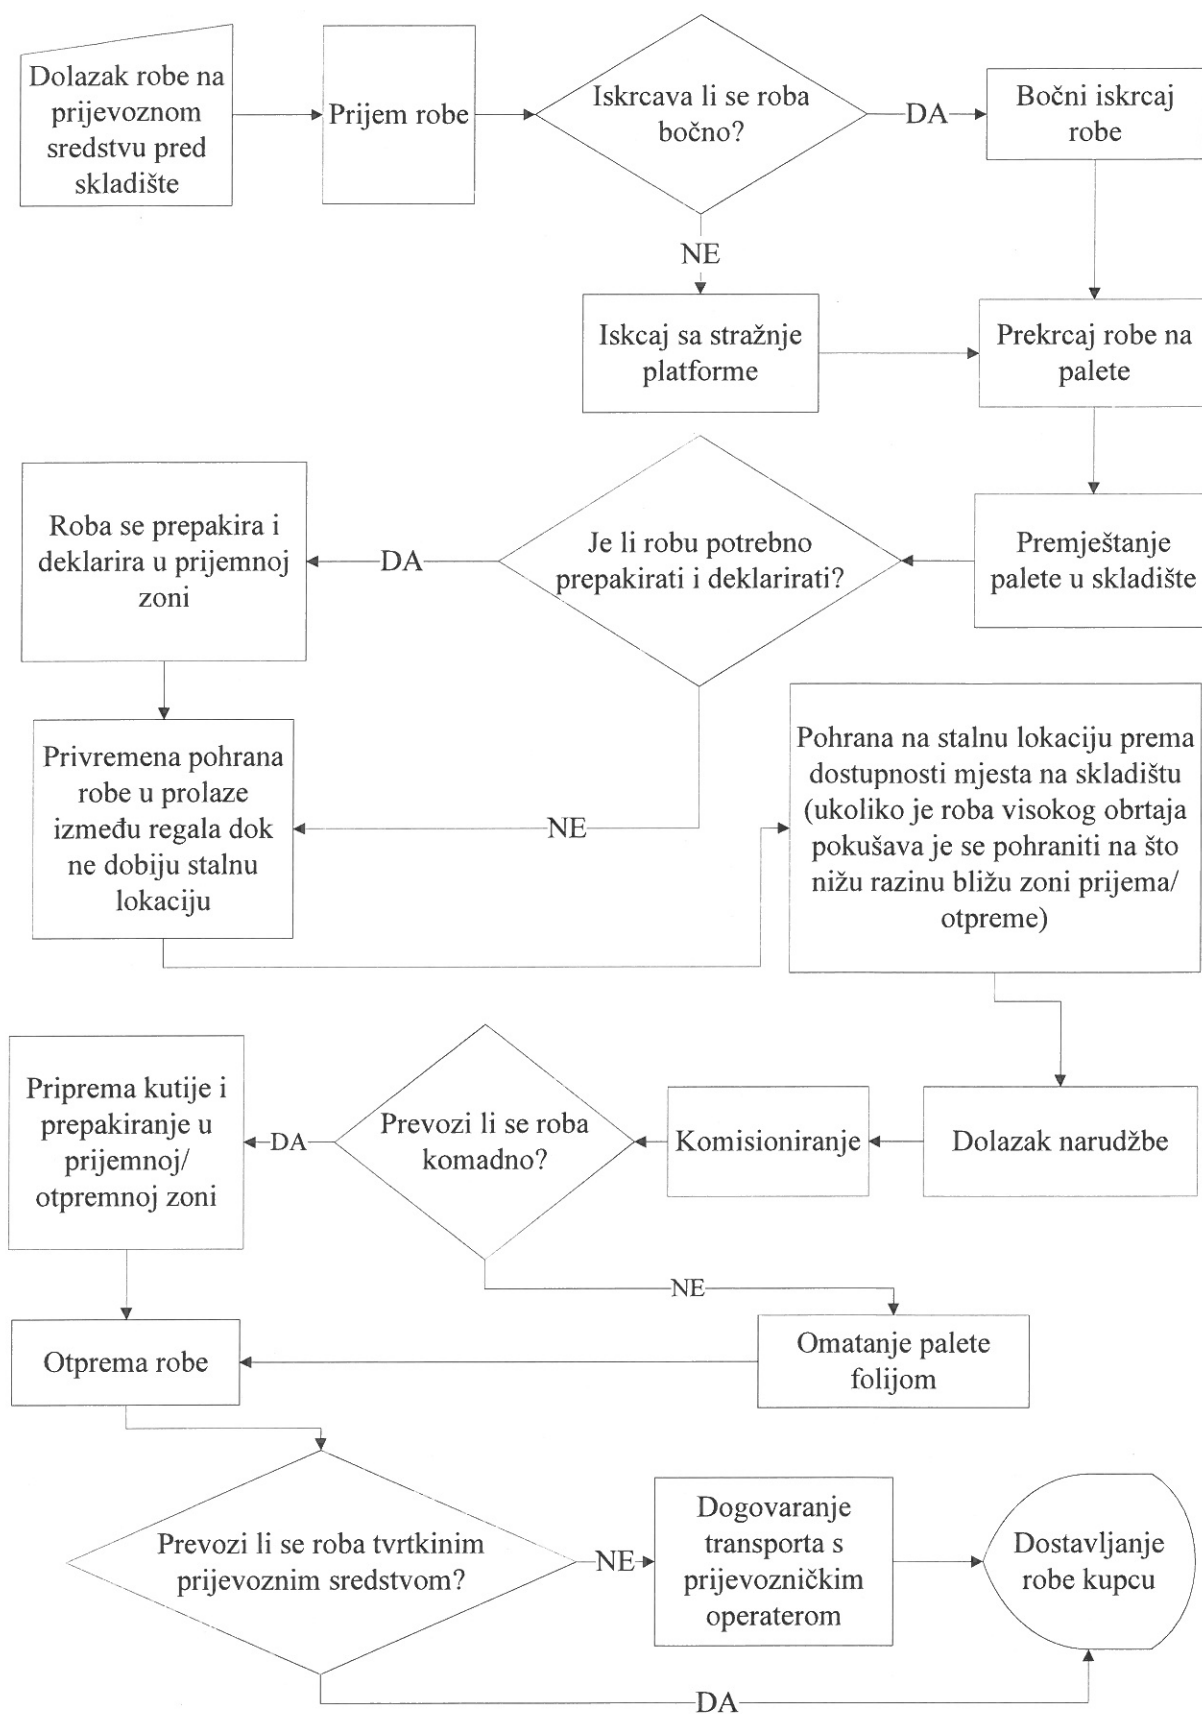 Dolazak robe na
prijevoznom
sredstvu pred
skladište
Prijem robe
Iskrcava li se roba
bočno?
DA
Bočni iskrcaj
robe
NE
Iskcaj sa stražnje
platforme
Prekrcaj robe na
palete
Roba se prepakira i
deklarira u prijemnoj
zoni
DA
Je li robu potrebno
prepakirati i deklarirati?
Premještanje
palete u skladište
Privremena pohrana
robe u prolaze
između regala dok
ne dobiju stalnu
lokaciju
NE
Pohrana na stalnu lokaciju prema
dostupnosti mjesta na skladištu
(ukoliko je roba visokog obrtaja
pokušava je se pohraniti na što
nižu razinu bližu zoni prijema/
otpreme)
Priprema kutije i
prepakiranje u
prijemnoj/
otpremnoj zoni
DA
Prevozi li se roba
komadno?
Komisioniranje
Dolazak narudžbe
NE
Otprema robe
Omatanje palete
folijom
Prevozi li se roba tvrtkinim
prijevoznim sredstvom?
NE
Dogovaranje
transporta s
prijevozničkim
operaterom
Dostavljanje
robe kupcu
DA